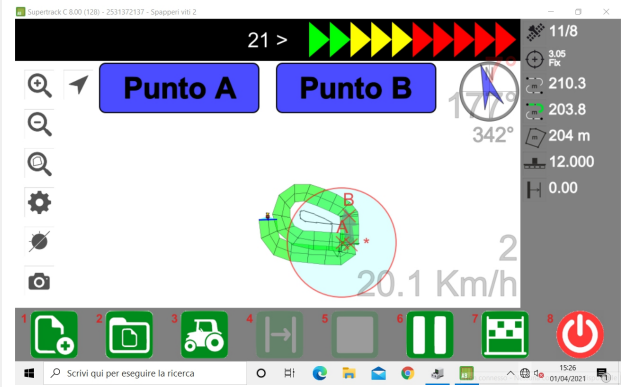 Supertrack C 8.00 (128) - 2531372137 - Spapperi viti 2
21 >
11/8
3.05
Fix
Punto A
Punto B
210.3
177°
203.8
342°
204 m
12.000
0.00
B
A
*
2
20.1 Km/h
1
2
3
4
5
6
7
8
Scrivi qui per eseguire la ricerca
15:26
01/04/2021